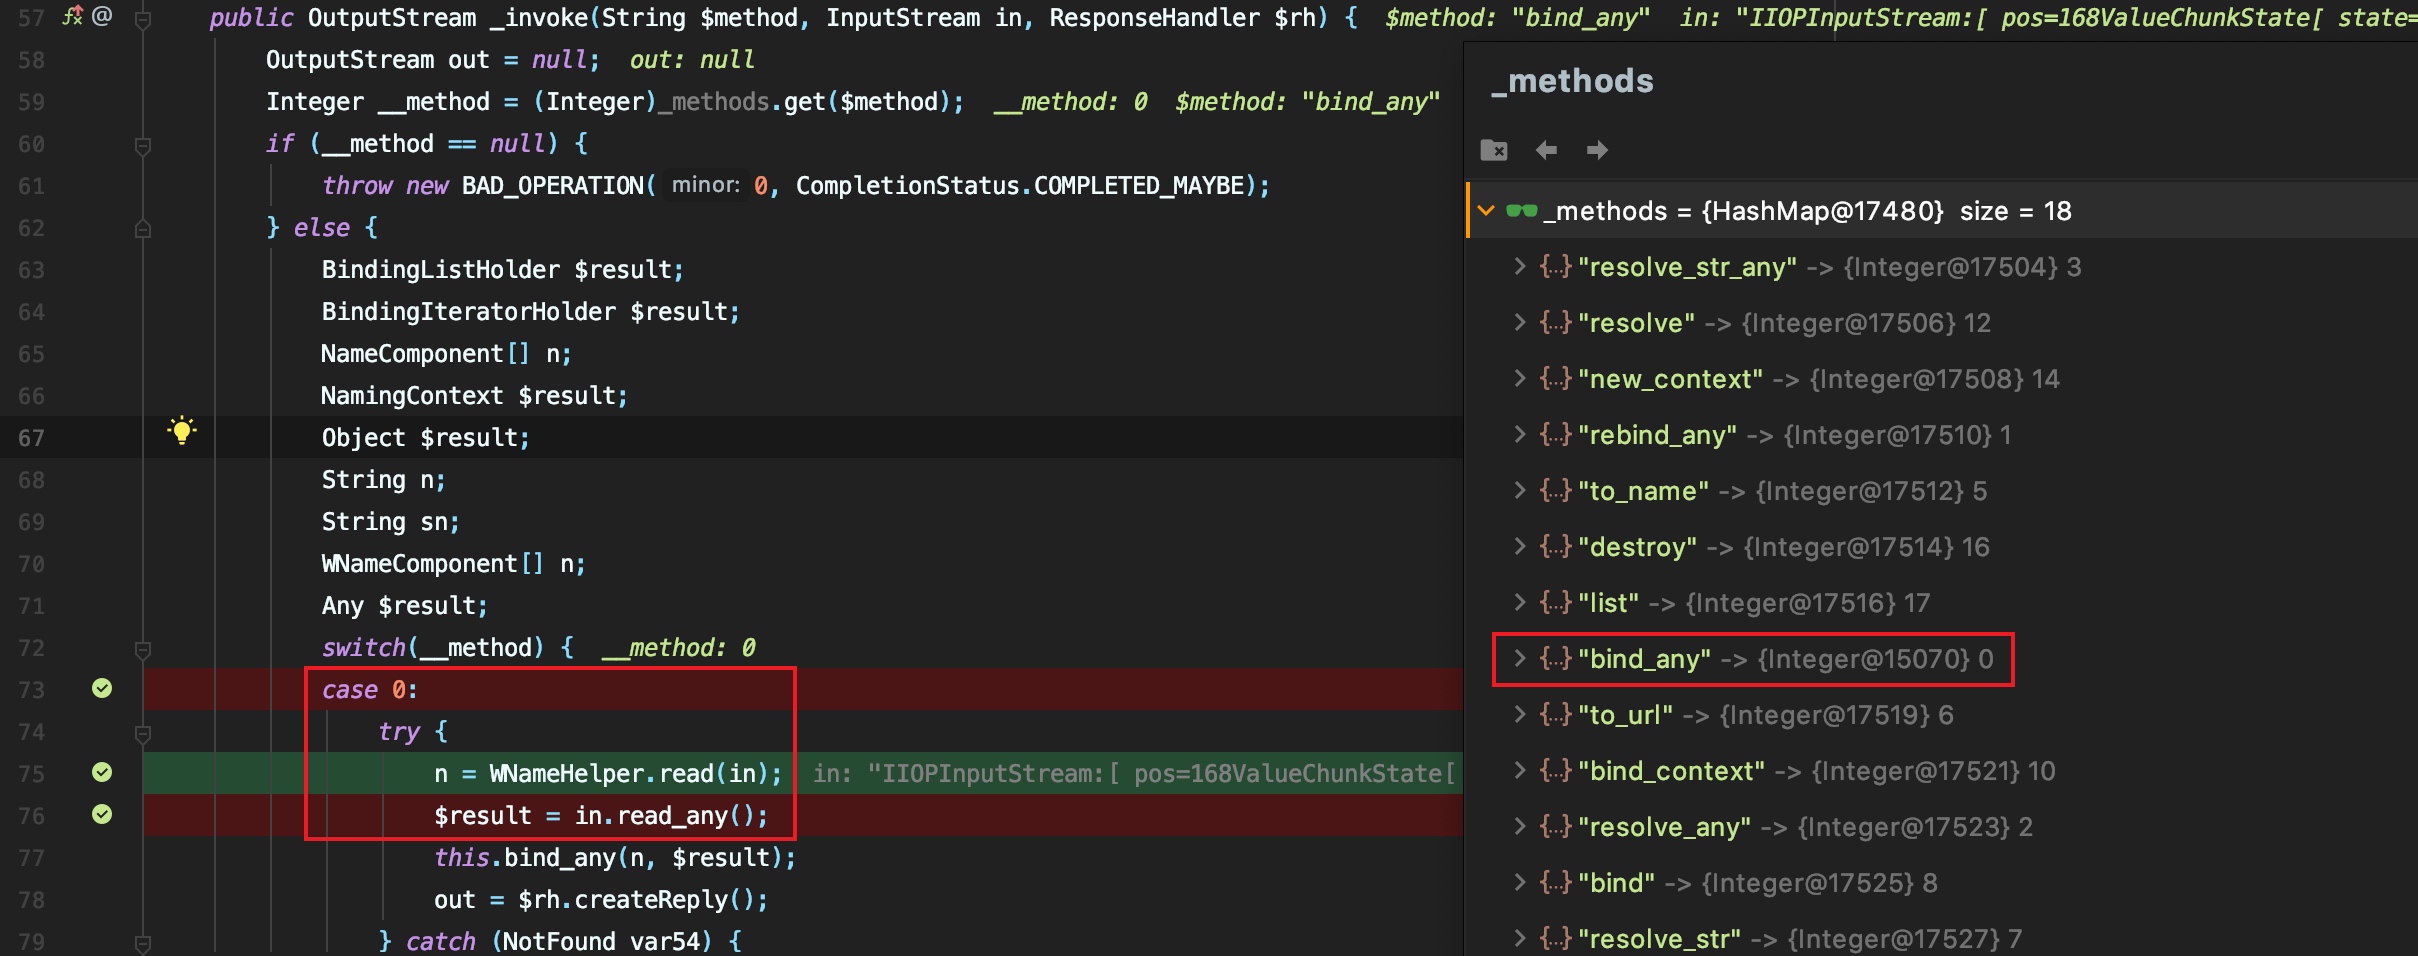 57 public OutputStream _invoke(String $method, InputStream in, ResponseHandler $rh) { $method: "bind_any" in: "IIOPInputStream:[ pos=168ValueChunkState[ state=
58 OutputStream out = null; out: null
59 Integer __method = (Integer)_methods.get($method); __method: 0 $method: "bind_any"
60 if (__method == null) {
61 throw new BAD_OPERATION( minor: 0, CompletionStatus.COMPLETED_MAYBE);
62 } else {
63 BindingListHolder $result;
64 BindingIteratorHolder $result;
65 NameComponent[] n;
66 NamingContext $result;
67 Object $result;
68 String n;
69 String sn;
70 WNameComponent[] n;
71 Any $result;
72 switch(__method) { __method: 0
73 case 0:
74 try {
75 n = WNameHelper.read(in); in: "IIOPInputStream:[ pos=168ValueChunkState[
76 $result = in.read_any();
77 this.bind_any(n, $result);
78 out = $rh.createReply();
79 } catch (NotFound var54) {
_methods
_methods = {HashMap@17480} size = 18
{..} "resolve_str_any" -> {Integer@17504} 3
{..} "resolve" -> {Integer@17506} 12
{..} "new_context" -> {Integer@17508} 14
{..} "rebind_any" -> {Integer@17510} 1
{..} "to_name" -> {Integer@17512} 5
{..} "destroy" -> {Integer@17514} 16
{..} "list" -> {Integer@17516} 17
{..} "bind_any" -> {Integer@15070} 0
{..} "to_url" -> {Integer@17519} 6
{..} "bind_context" -> {Integer@17521} 10
{..} "resolve_any" -> {Integer@17523} 2
{..} "bind" -> {Integer@17525} 8
{..} "resolve_str" -> {Integer@17527} 7